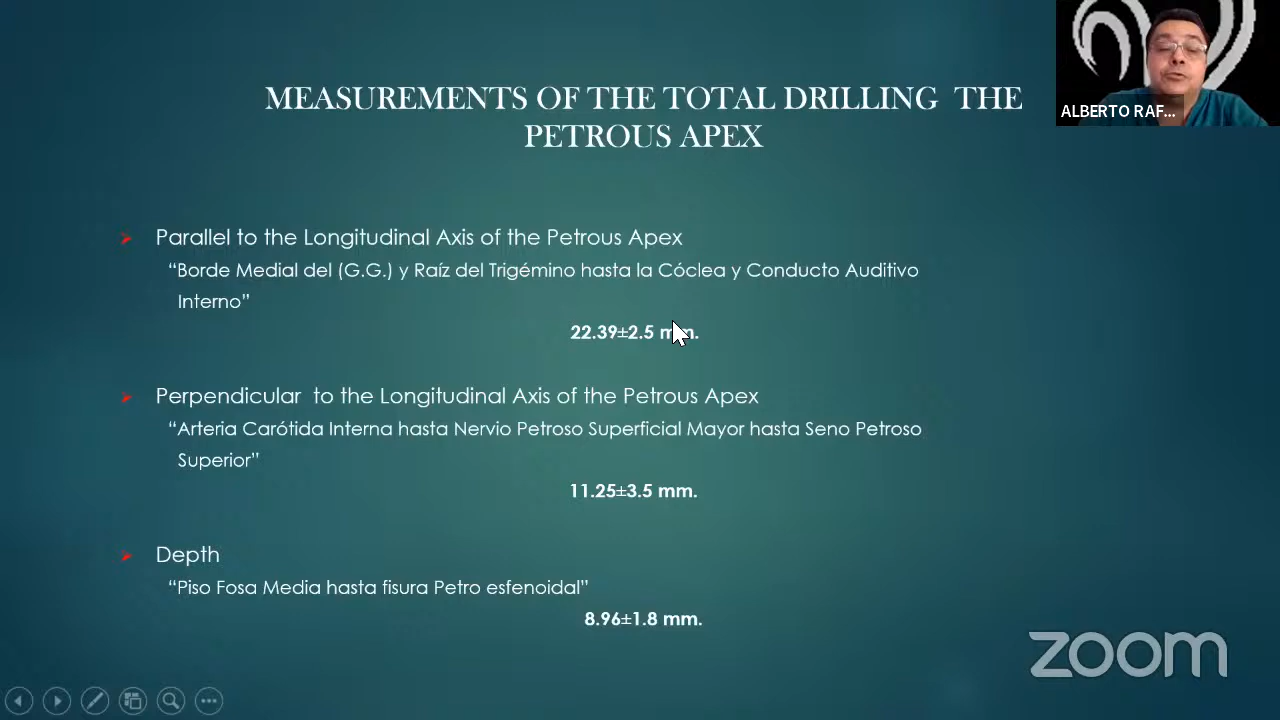 MEASUREMENTS OF THE TOTAL DRILLING THE
PETROUS APEX
ALBERTO RAF...
Parallel to the Longitudinal Axis of the Petrous Apex
“Borde Medial del (G.G.) y Raíz del Trigémino hasta la Cóclea y Conducto Auditivo
Interno”
22.39±2.5 mm.
Perpendicular to the Longitudinal Axis of the Petrous Apex
“Arteria Carótida Interna hasta Nervio Petroso Superficial Mayor hasta Seno Petroso
Superior”
11.25±3.5 mm.
Depth
“Piso Fosa Media hasta fisura Petro esfenoidal”
8.96±1.8 mm.
zoom